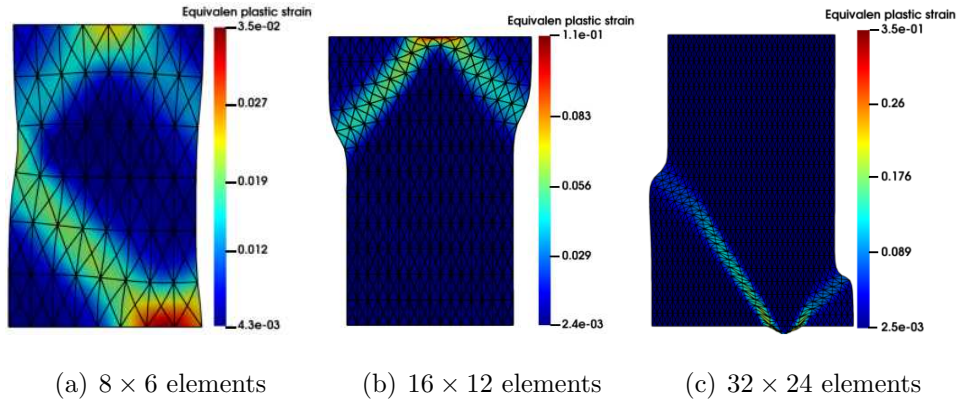 Equivalen plastic strain
3.5e-02
0.027
0.019
0.012
4.3e-03
Equivalen plastic strain
1.1e-01
0.083
0.056
0.029
2.4e-03
Equivalen plastic strain
3.5e-01
0.26
0.176
0.089
2.5e-03
(a) 8 × 6 elements
(b) 16 × 12 elements
(c) 32 × 24 elements